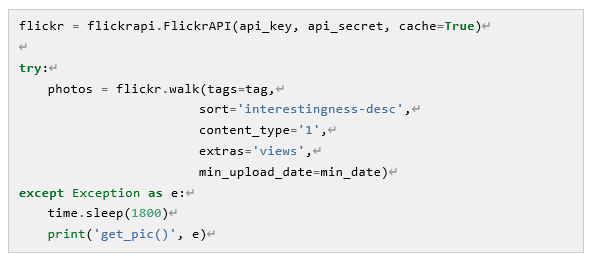 flickr = flickrapi.FlickrAPI(api_key, api_secret, cache=True)↵
↵
try:↵
    photos = flickr.walk(tags=tag,↵
                         sort='interestingness-desc',↵
                         content_type='1',↵
                         extras='views',↵
                         min_upload_date=min_date)↵
except Exception as e:↵
    time.sleep(1800)↵
    print('get_pic()', e)↵